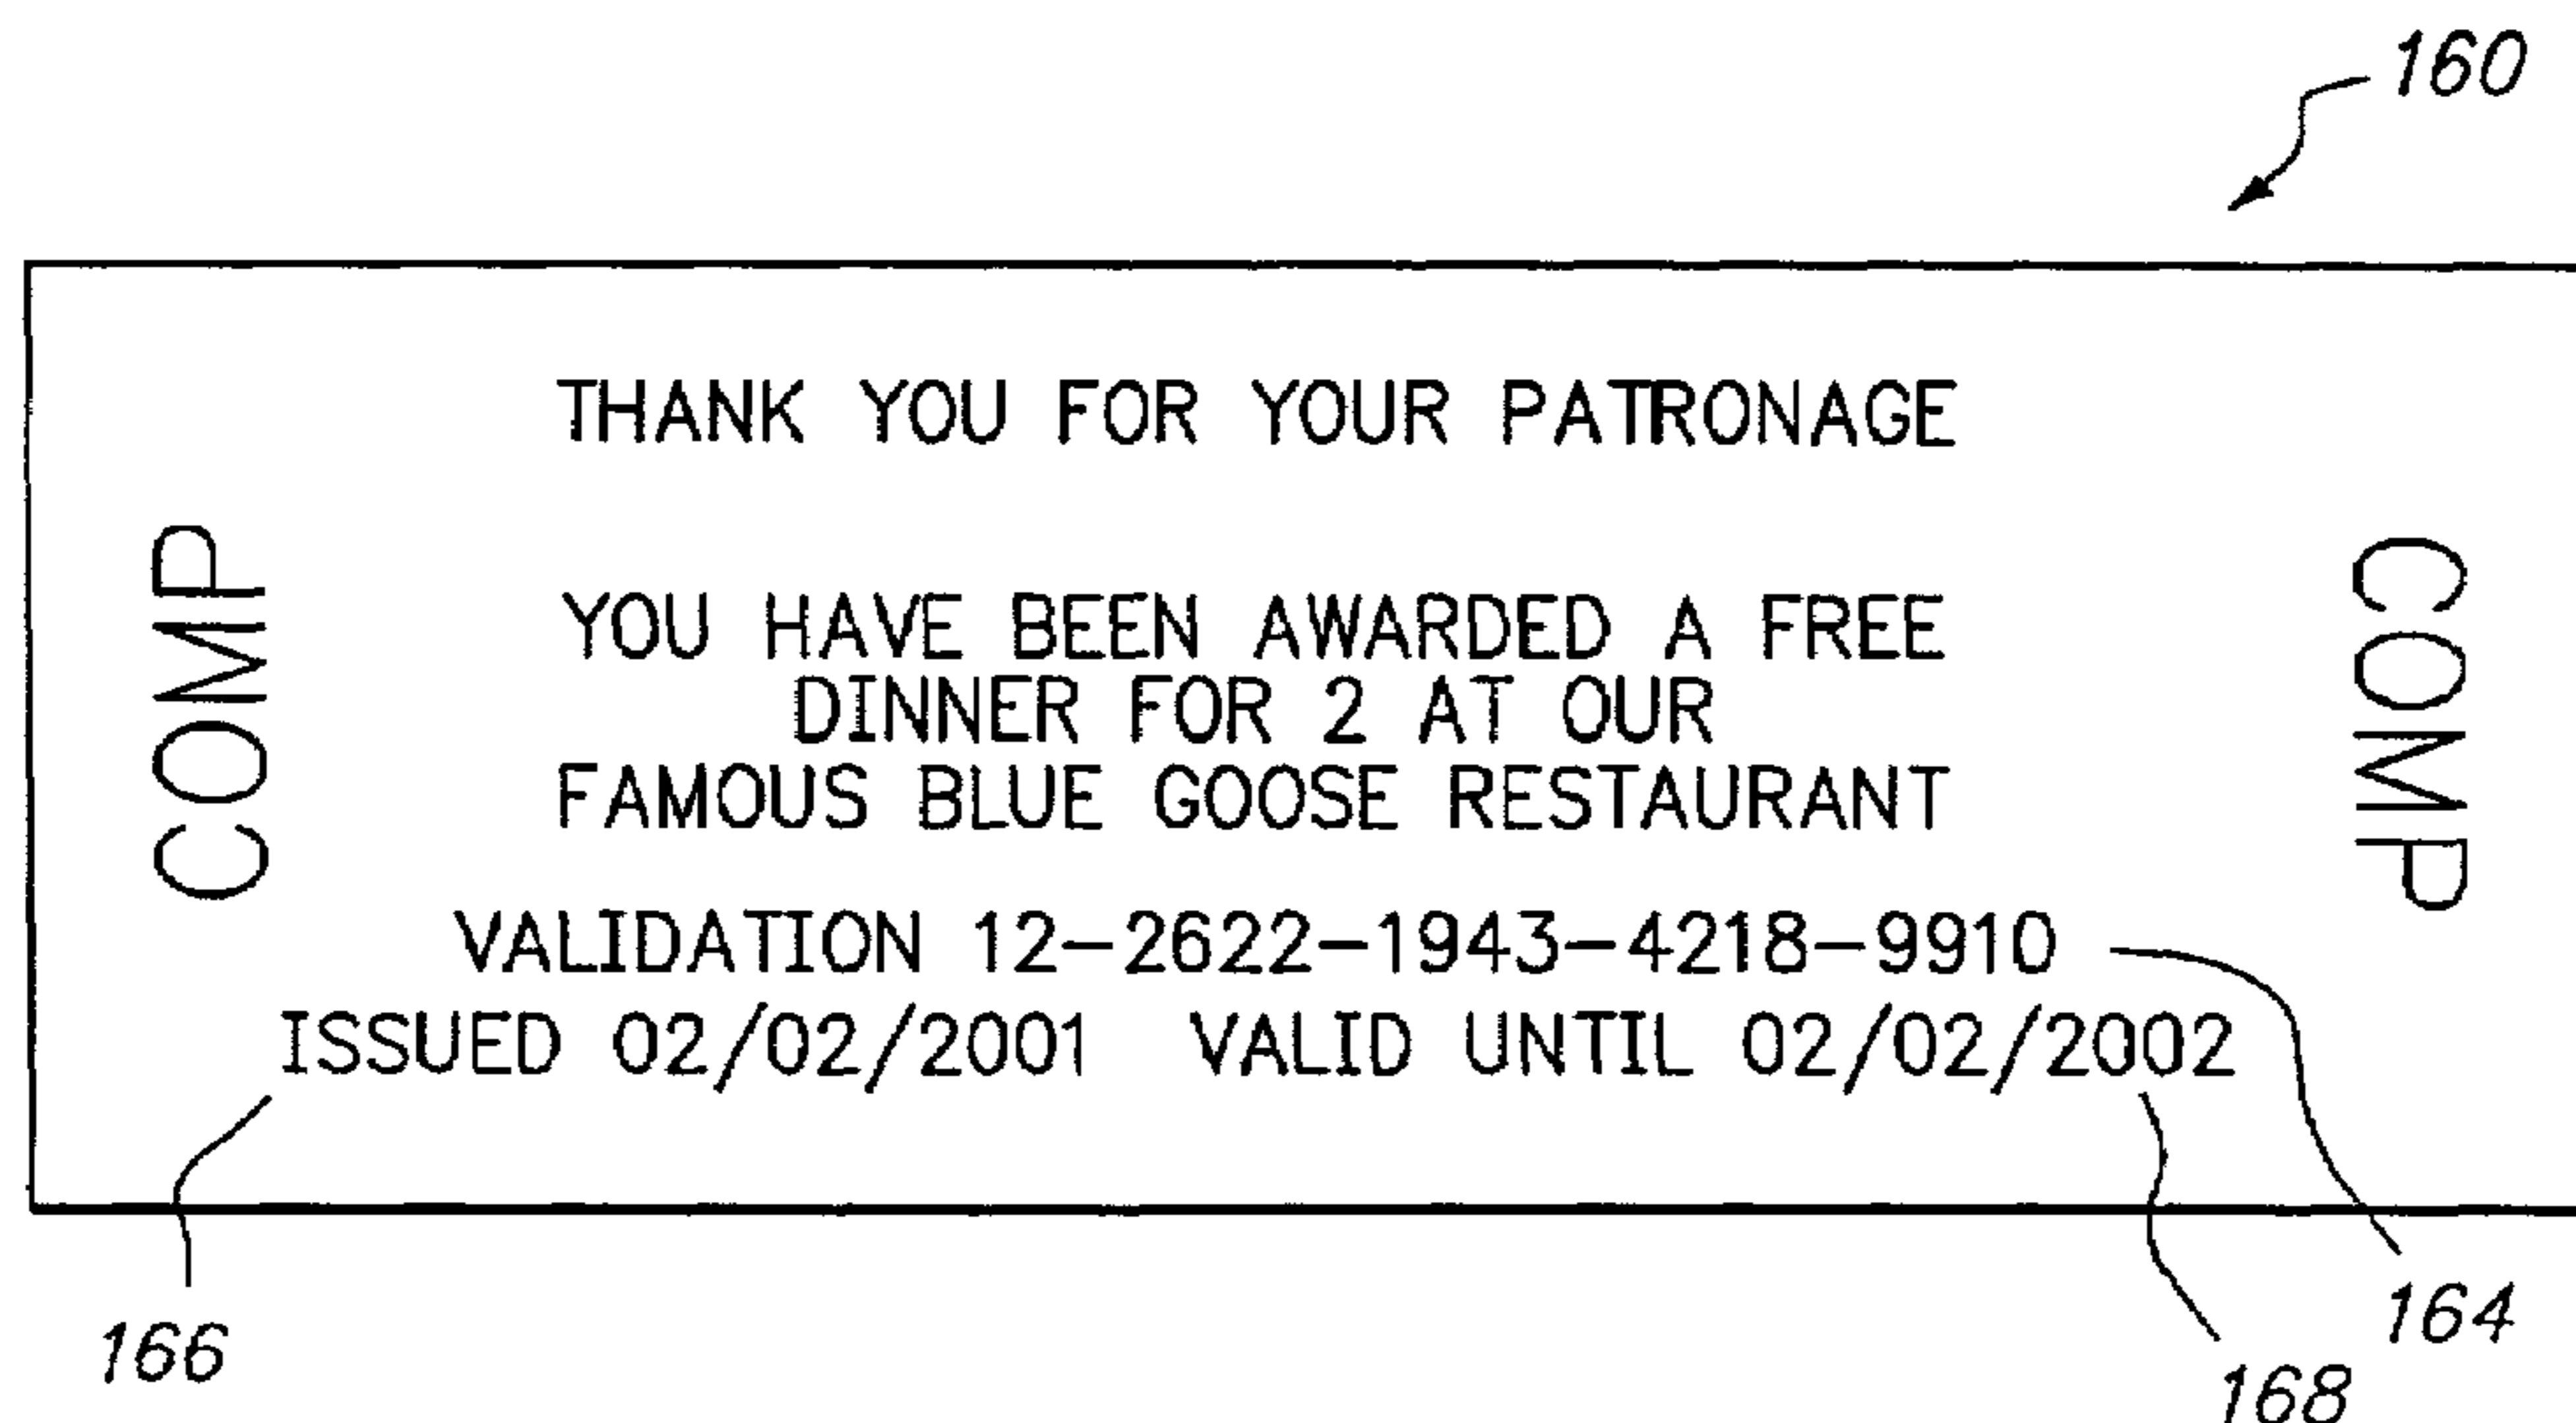 160
THANK YOU FOR YOUR PATRONAGE
COMP
COMP
YOU HAVE BEEN AWARDED A FREE
DINNER FOR 2 AT OUR
FAMOUS BLUE GOOSE RESTAURANT
VALIDATION 12-2622-1943-4218-9910
ISSUED 02/02/2001 VALID UNTIL 02/02/2002
166
164
168